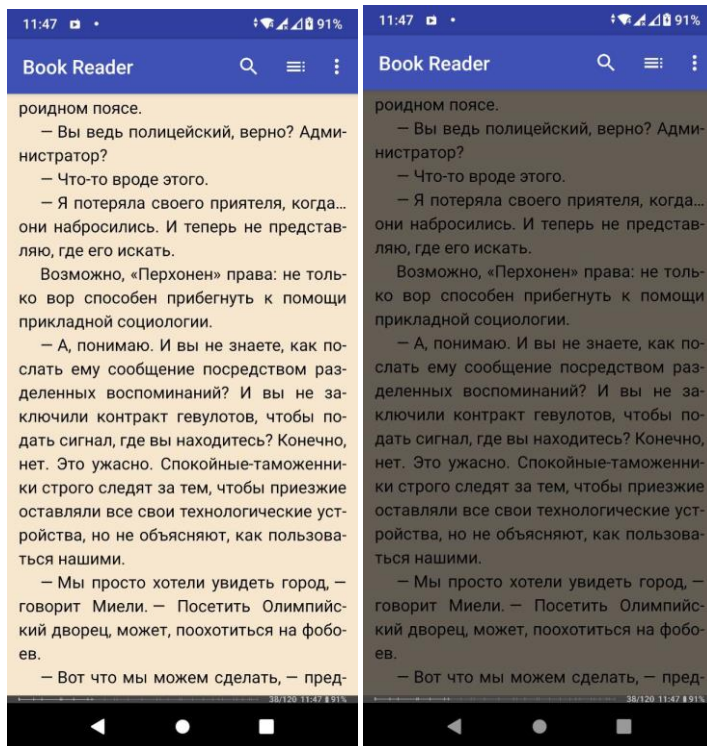 11:47 91%
Book Reader
роидном поясе.
— Вы ведь полицейский, верно? Адми-
нистратор?
— Что-то вроде этого.
— Я потеряла своего приятеля, когда...
они набросились. И теперь не представ-
ляю, где его искать.
Возможно, «Перхонен» права: не толь-
ко вор способен прибегнуть к помощи
прикладной социологии.
— А, понимаю. И вы не знаете, как по-
слать ему сообщение посредством раз-
деленных воспоминаний? И вы не за-
ключили контракт гевулотов, чтобы по-
дать сигнал, где вы находитесь? Конечно,
нет. Это ужасно. Спокойные-таможенни-
ки строго следят за тем, чтобы приезжие
оставляли все свои технологические уст-
ройства, но не объясняют, как пользова-
ться нашими.
— Мы просто хотели увидеть город, —
говорит Миели. — Посетить Олимпийс-
кий дворец, может, поохотиться на фобо-
ев.
— Вот что мы можем сделать, — пред-
38/120 11:47 91%
11:47 91%
Book Reader
роидном поясе.
— Вы ведь полицейский, верно? Адми-
нистратор?
— Что-то вроде этого.
— Я потеряла своего приятеля, когда...
они набросились. И теперь не представ-
ляю, где его искать.
Возможно, «Перхонен» права: не толь-
ко вор способен прибегнуть к помощи
прикладной социологии.
— А, понимаю. И вы не знаете, как по-
слать ему сообщение посредством раз-
деленных воспоминаний? И вы не за-
ключили контракт гевулотов, чтобы по-
дать сигнал, где вы находитесь? Конечно,
нет. Это ужасно. Спокойные-таможенни-
ки строго следят за тем, чтобы приезжие
оставляли все свои технологические уст-
ройства, но не объясняют, как пользова-
ться нашими.
— Мы просто хотели увидеть город, —
говорит Миели. — Посетить Олимпийс-
кий дворец, может, поохотиться на фобо-
ев.
— Вот что мы можем сделать, — пред-
38/120 11:47 91%